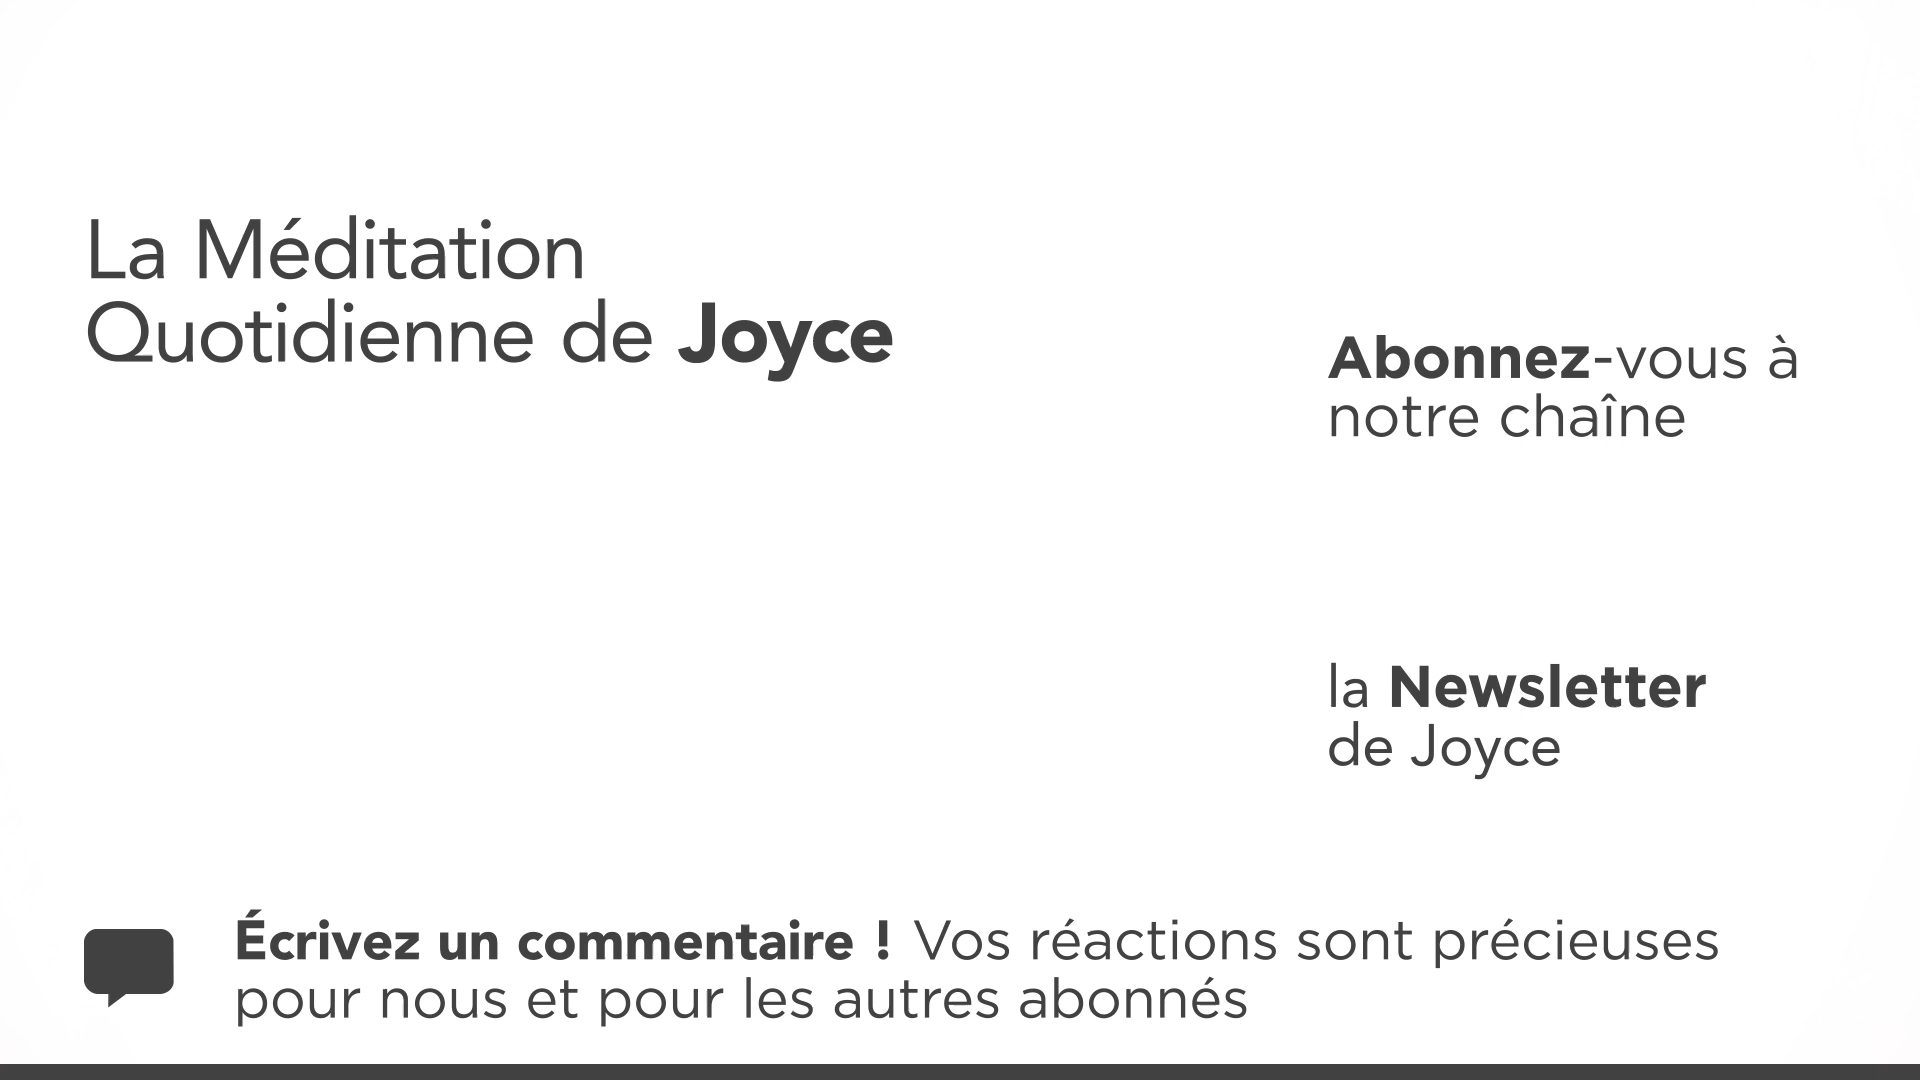 La Méditation
Quotidienne de Joyce
Abonnez-vous à
notre chaîne
la Newsletter
de Joyce
Écrivez un commentaire ! Vos réactions sont précieuses
pour nous et pour les autres abonnés